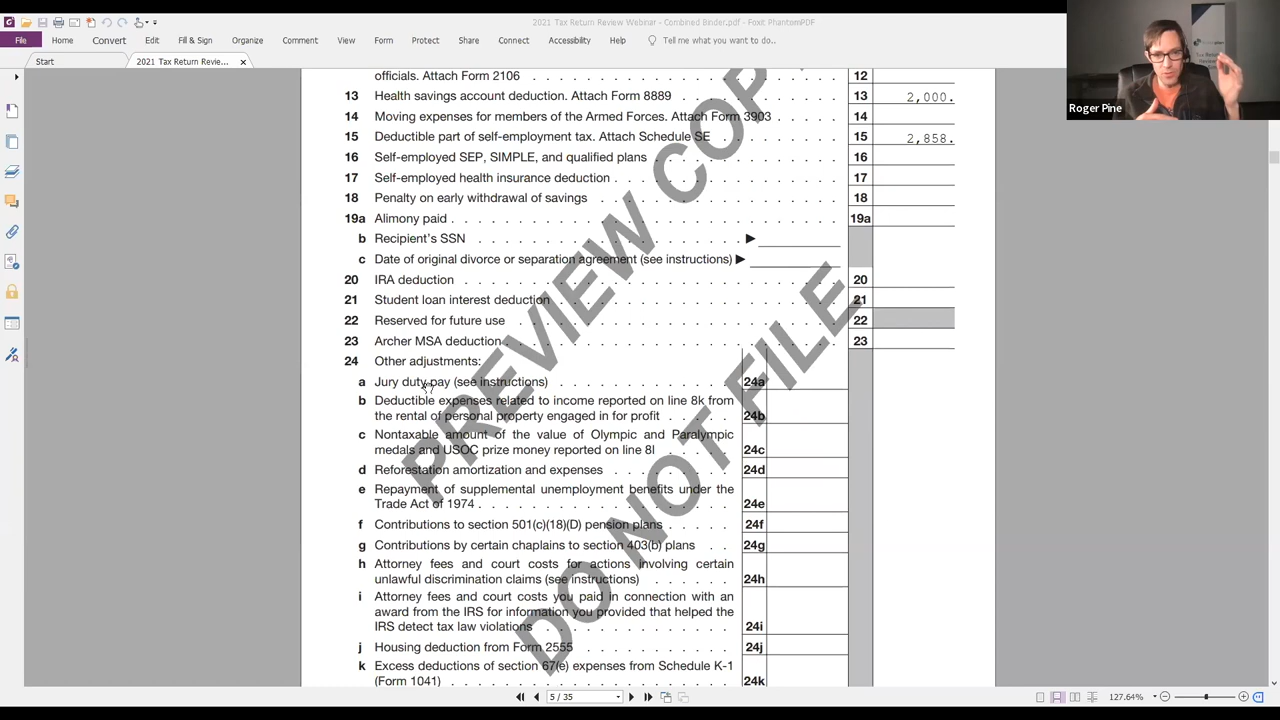 2021 Tax Return Review Webinar - Combined Binder.pdf - Foxit PhantomPDF
File Home Convert Edit Fill & Sign Organize Comment View Form Protect Share Connect Accessibility Help Tell me what you want to do...
Start 2021 Tax Return Revie... ×
Roger Pine
officials. Attach Form 2106 . . . 12
13 Health savings account deduction. Attach Form 8889 . . . 13 2,000.
14 Moving expenses for members of the Armed Forces. Attach Form 3903 . . . 14
15 Deductible part of self-employment tax. Attach Schedule SE . . . 15 2,858.
16 Self-employed SEP, SIMPLE, and qualified plans . . . 16
17 Self-employed health insurance deduction . . . 17
18 Penalty on early withdrawal of savings . . . 18
19a Alimony paid . . . 19a
b Recipient's SSN . . . ▶
c Date of original divorce or separation agreement (see instructions) ▶
20 IRA deduction . . . 20
21 Student loan interest deduction . . . 21
22 Reserved for future use . . . 22
23 Archer MSA deduction . . . 23
24 Other adjustments:
a Jury duty pay (see instructions) . . . 24a
b Deductible expenses related to income reported on line 8k from
the rental of personal property engaged in for profit . . . 24b
c Nontaxable amount of the value of Olympic and Paralympic
medals and USOC prize money reported on line 8l . . . 24c
d Reforestation amortization and expenses . . . 24d
e Repayment of supplemental unemployment benefits under the
Trade Act of 1974 . . . 24e
f Contributions to section 501(c)(18)(D) pension plans . . . 24f
g Contributions by certain chaplains to section 403(b) plans . . 24g
h Attorney fees and court costs for actions involving certain
unlawful discrimination claims (see instructions) . . . 24h
i Attorney fees and court costs you paid in connection with an
award from the IRS for information you provided that helped the
IRS detect tax law violations . . . 24i
j Housing deduction from Form 2555 . . . 24j
k Excess deductions of section 67(e) expenses from Schedule K-1
(Form 1041) . . . 24k
PREVIEW COPY
DO NOT FILE
5 / 35 127.64%